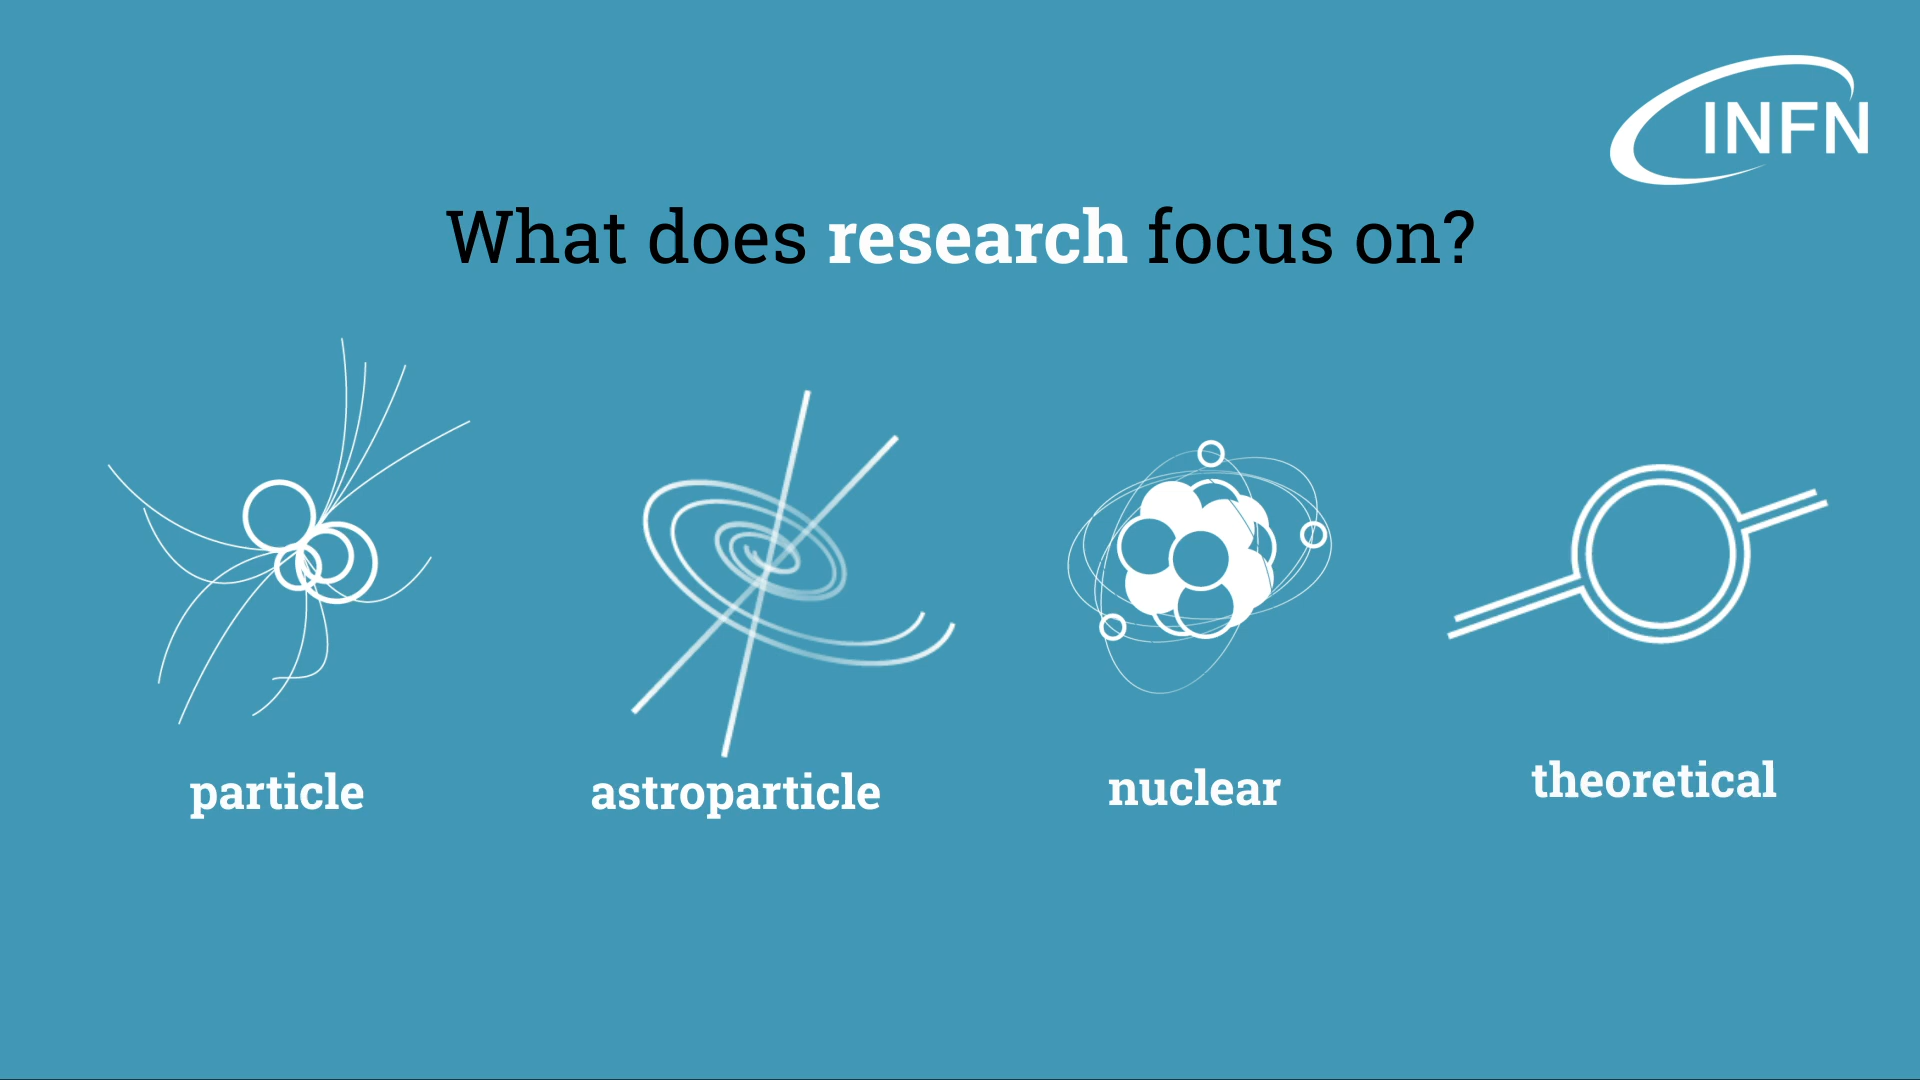 INFN
What does research focus on?
particle
astroparticle
nuclear
theoretical